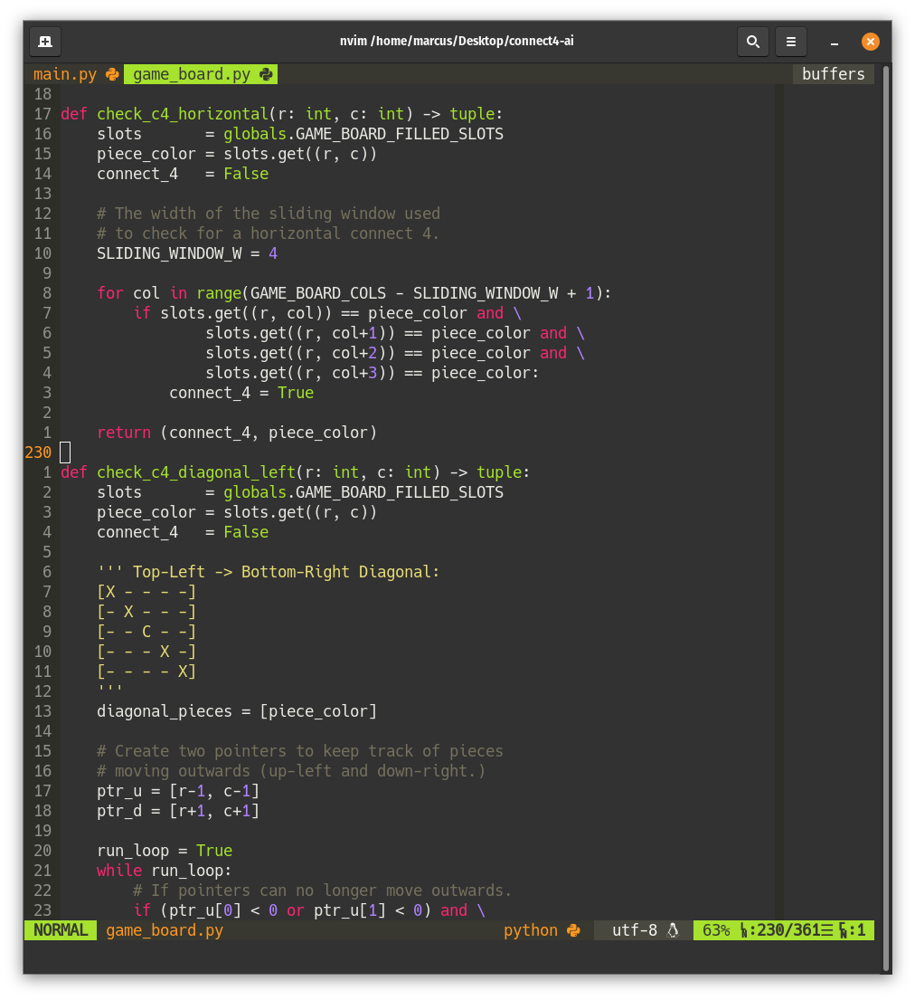 nvim /home/marcus/Desktop/connect4-ai
main.py game_board.py buffers
18
17 def check_c4_horizontal(r: int, c: int) -> tuple:
16     slots       = globals.GAME_BOARD_FILLED_SLOTS
15     piece_color = slots.get((r, c))
14     connect_4   = False
13
12     # The width of the sliding window used
11     # to check for a horizontal connect 4.
10     SLIDING_WINDOW_W = 4
9
8     for col in range(GAME_BOARD_COLS - SLIDING_WINDOW_W + 1):
7         if slots.get((r, col)) == piece_color and \
6                 slots.get((r, col+1)) == piece_color and \
5                 slots.get((r, col+2)) == piece_color and \
4                 slots.get((r, col+3)) == piece_color:
3             connect_4 = True
2
1     return (connect_4, piece_color)
230
1 def check_c4_diagonal_left(r: int, c: int) -> tuple:
2     slots       = globals.GAME_BOARD_FILLED_SLOTS
3     piece_color = slots.get((r, c))
4     connect_4   = False
5
6     ''' Top-Left -> Bottom-Right Diagonal:
7     [X - - - -]
8     [- X - - -]
9     [- - C - -]
10     [- - - X -]
11     [- - - - X]
12     '''
13     diagonal_pieces = [piece_color]
14
15     # Create two pointers to keep track of pieces
16     # moving outwards (up-left and down-right.)
17     ptr_u = [r-1, c-1]
18     ptr_d = [r+1, c+1]
19
20     run_loop = True
21     while run_loop:
22         # If pointers can no longer move outwards.
23         if (ptr_u[0] < 0 or ptr_u[1] < 0) and \
NORMAL game_board.py python utf-8 63% :230/361☰ :1